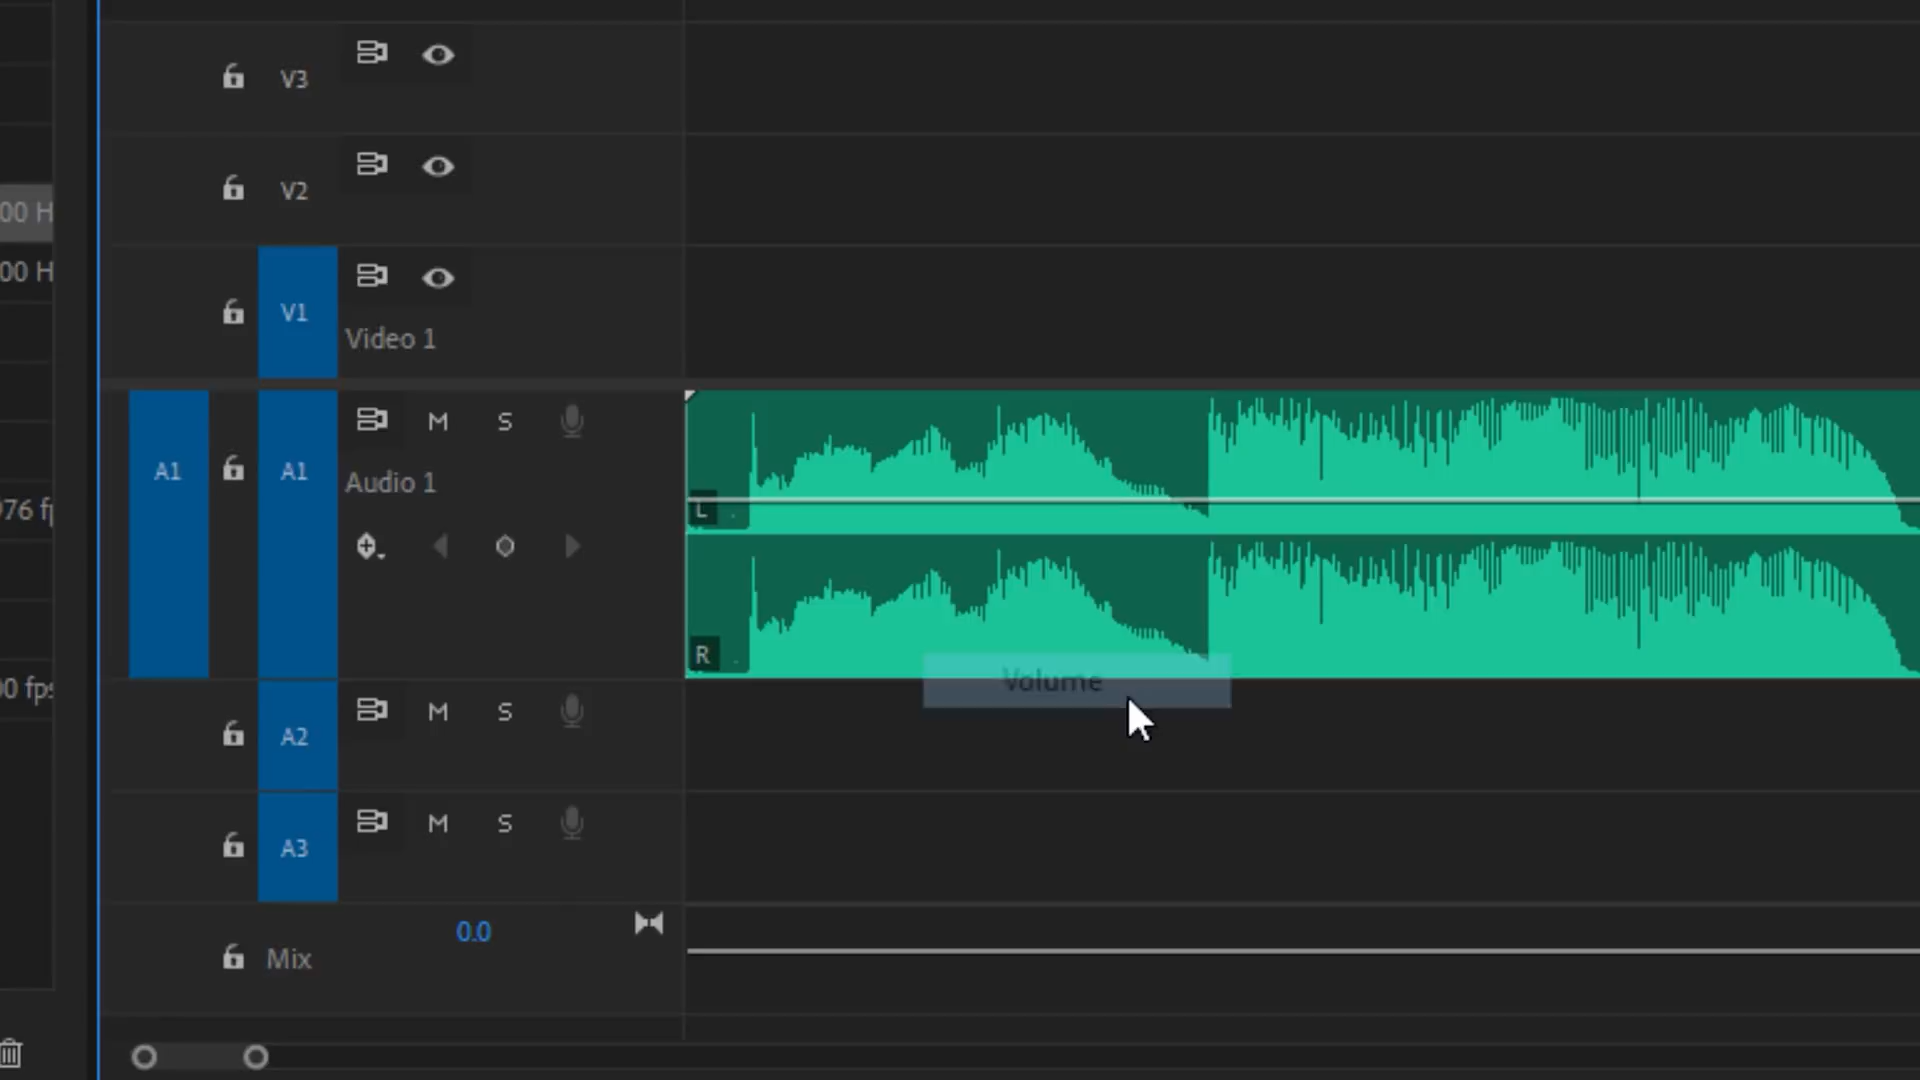 V3
V2
00 H
00 H
V1
Video 1
M S
A1 A1
Audio 1
L
976 f
R
Volume
00 fps
M S
A2
M S
A3
0.0
Mix